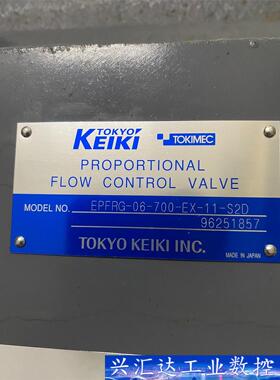 TOKYO
KEIKI
TOKIMEC
PROPORTIONAL
FLOW CONTROL VALVE
MODEL NO. EPFRG-06-700-EX-11-S2D
96251857
TOKYO KEIKI INC.
MADE IN JAPAN
兴汇达工业数控